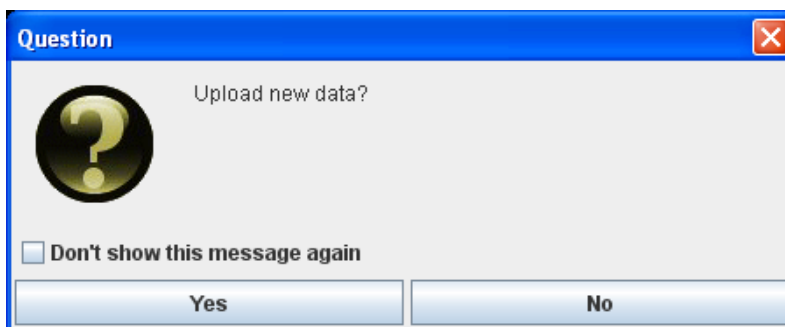 Question
Upload new data?
Don't show this message again
Yes
No